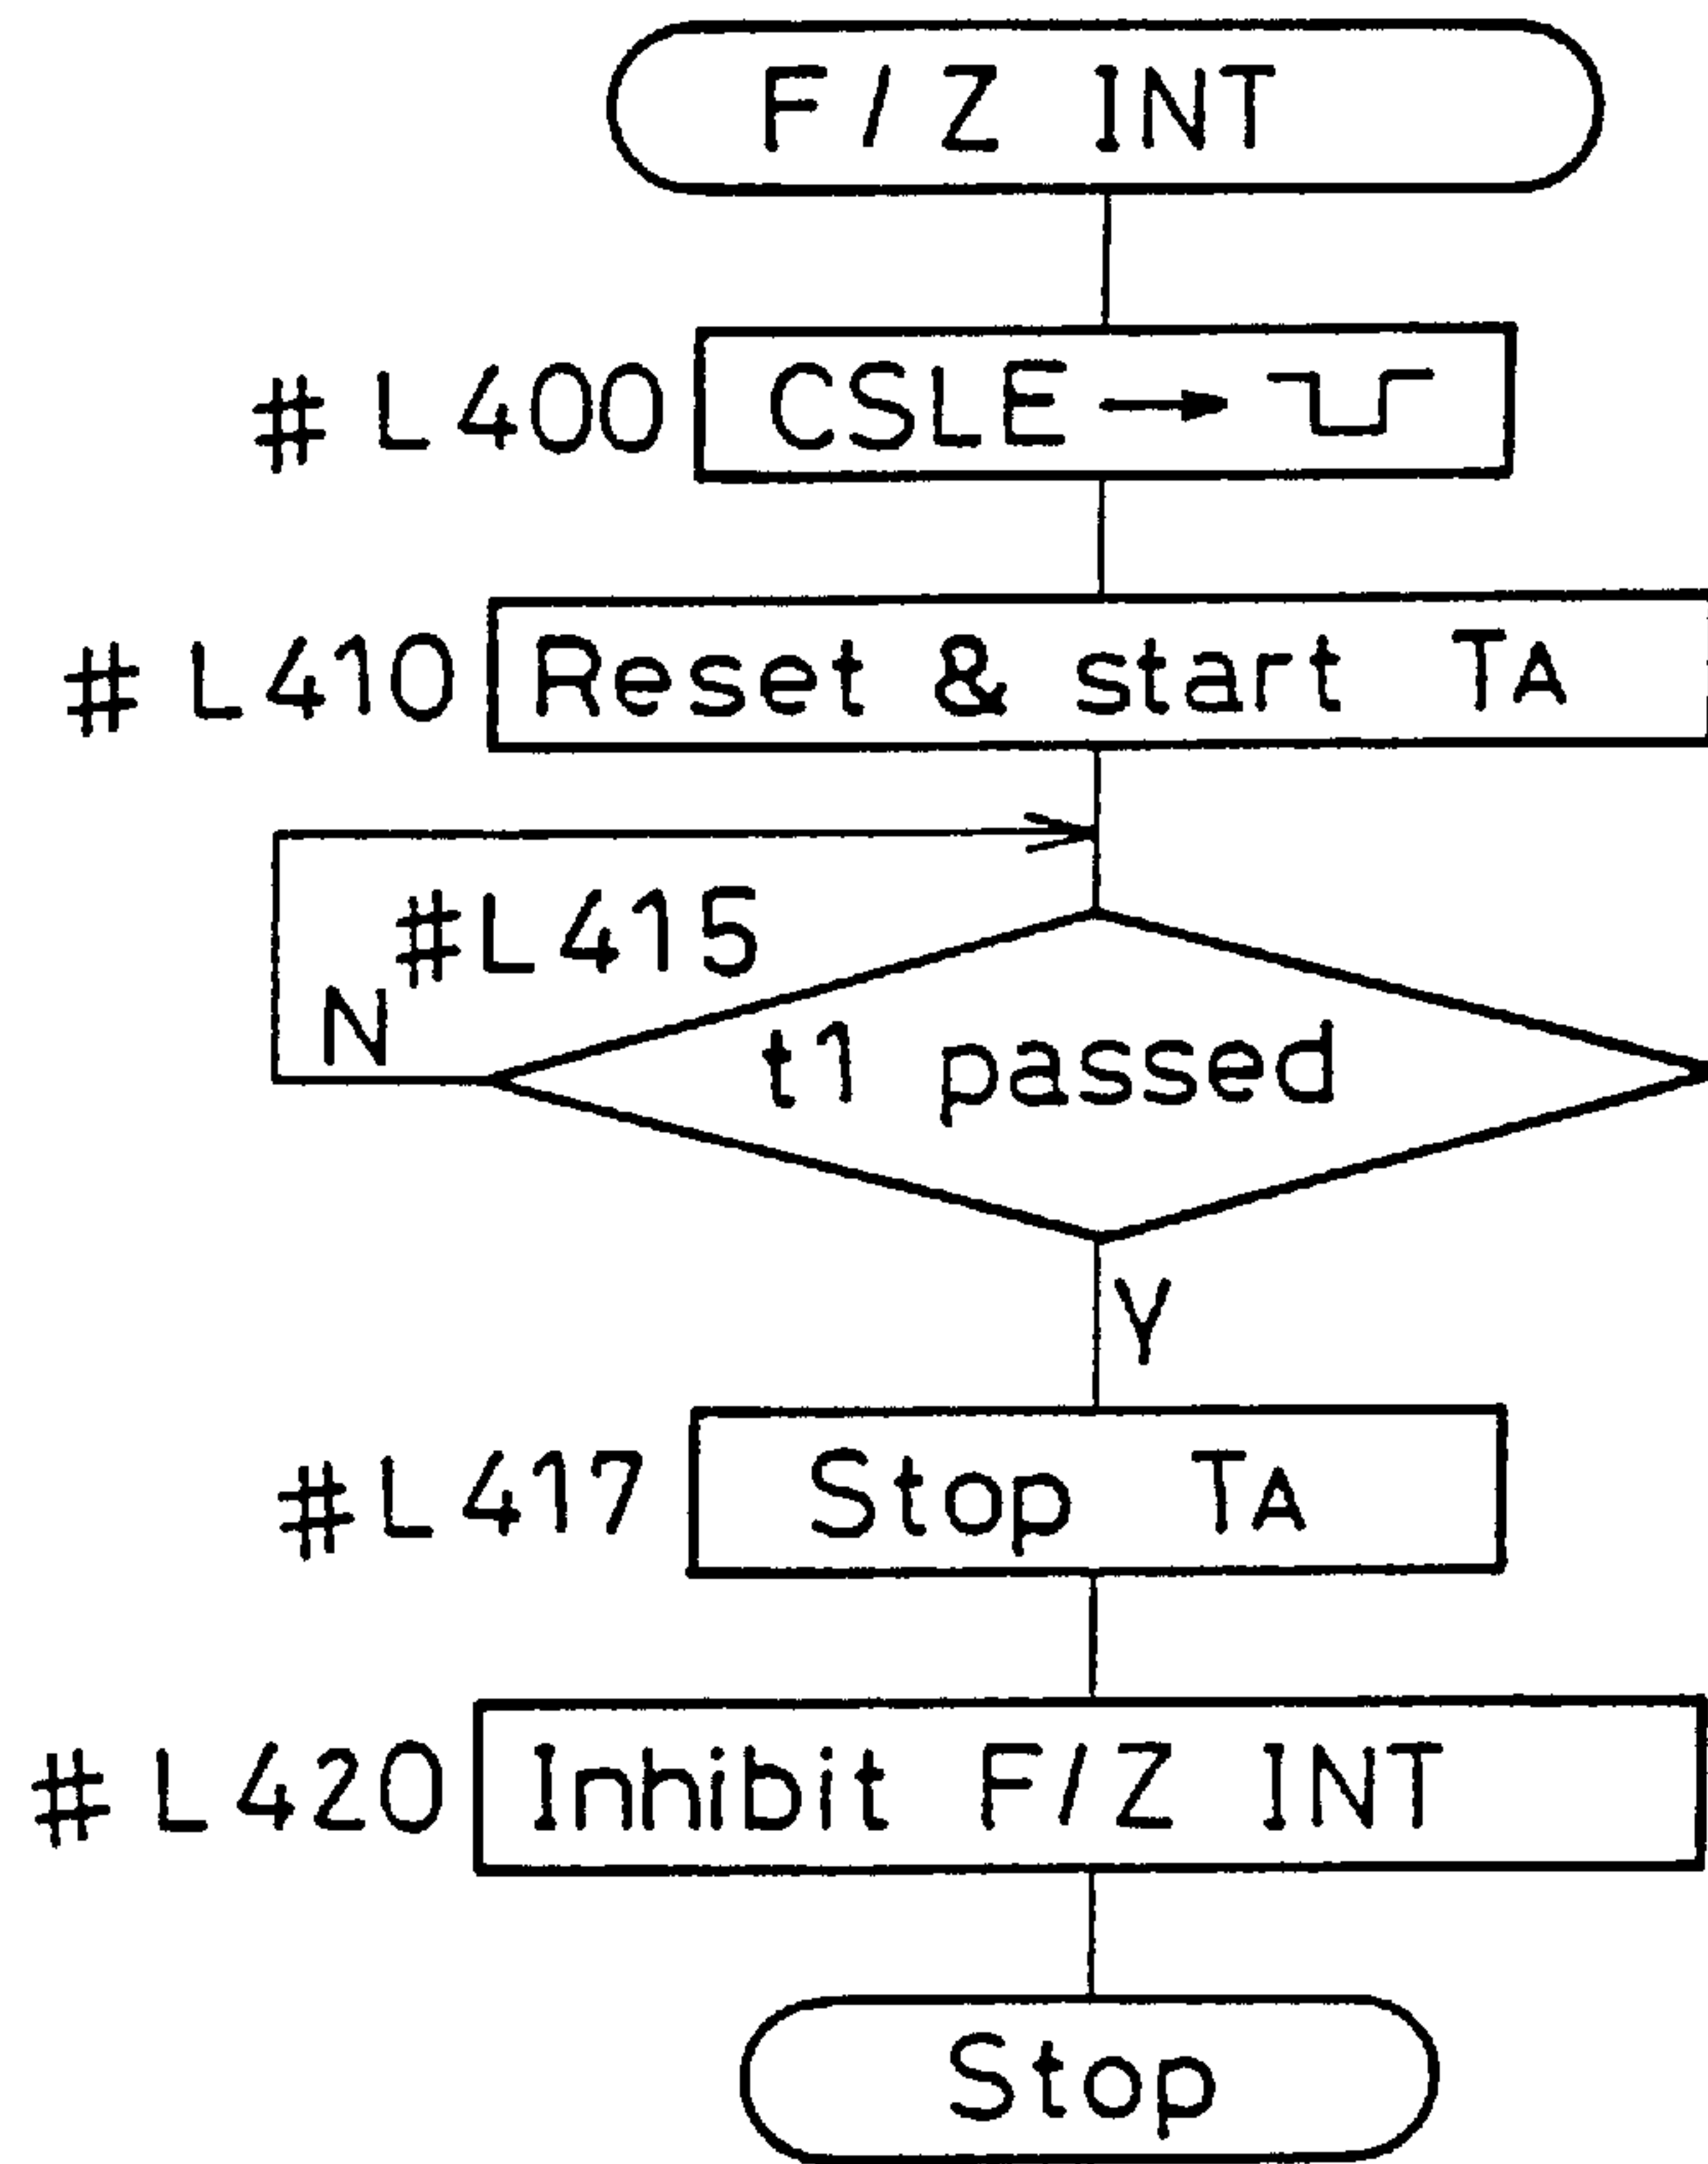 F/Z INT
#L400 CSLE
#L410 Reset & start TA
#L415
N
t1 passed
Y
#L417 Stop TA
#L420 Inhibit F/Z INT
Stop